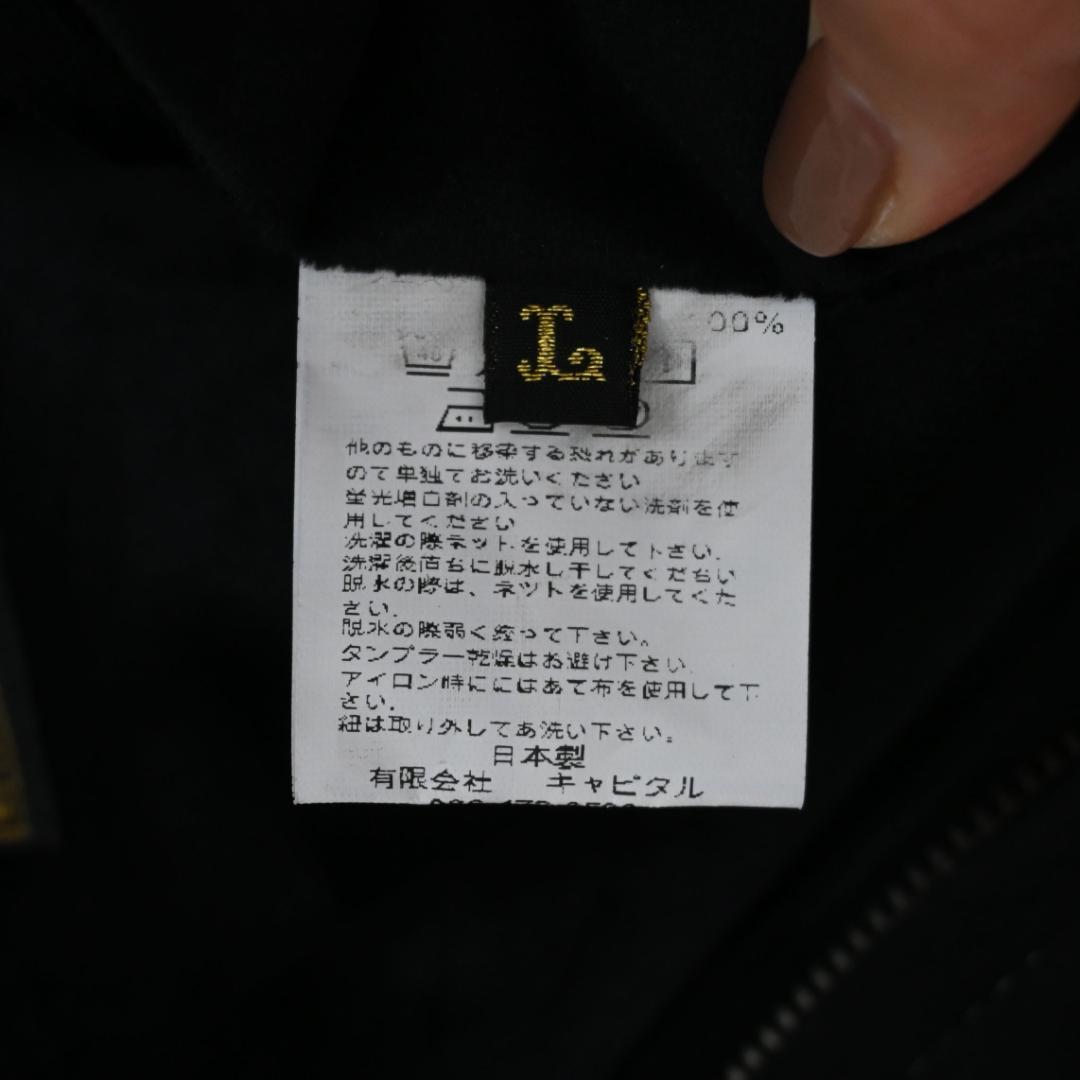 00%
L
40
他のものに移染する恐れがあります
ので単独でお洗いください
蛍光増白剤の入っていない洗剤を使
用してください
洗濯の際ネットを使用して下さい.
洗濯後直ちに脱水し干してください
脱水の際は、ネットを使用してくだ
さい.
脱水の際弱く絞って下さい。
タンブラー乾燥はお避け下さい.
アイロン時ににはあて布を使用して下
さい.
紐は取り外してあ洗い下さい。
日本製
有限会社 キャピタル